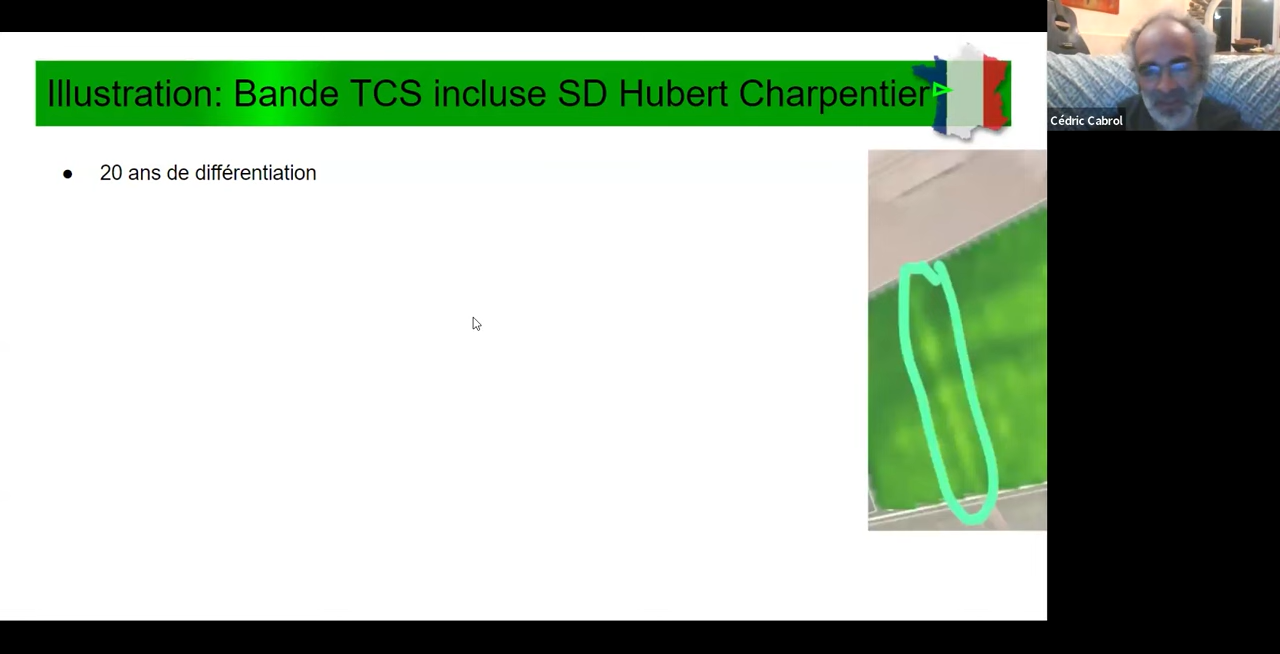 Illustration: Bande TCS incluse SD Hubert Charpentier
Cédric Cabrol
● 20 ans de différentiation